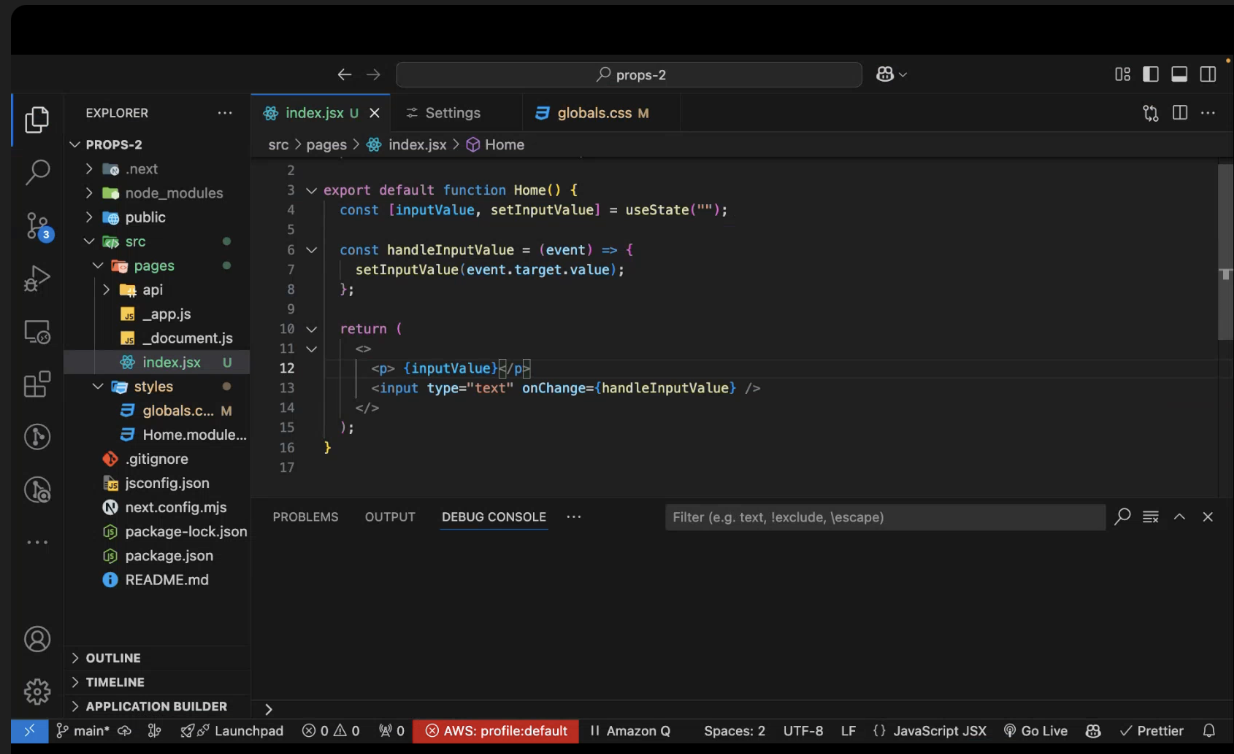 props-2
EXPLORER
index.jsx U
Settings
globals.css M
PROPS-2
src > pages > index.jsx > Home
.next
node_modules
public
src
pages
api
_app.js
_document.js
index.jsx U
styles
globals.c... M
Home.module...
.gitignore
jsconfig.json
next.config.mjs
package-lock.json
package.json
README.md
OUTLINE
TIMELINE
APPLICATION BUILDER
3
2
3 export default function Home() {
4 const [inputValue, setInputValue] = useState("");
5
6 const handleInputValue = (event) => {
7 setInputValue(event.target.value);
8 };
9
10 return (
11 <>
12 <p> {inputValue}</p>
13 <input type="text" onChange={handleInputValue} />
14 </>
15 );
16 }
17
PROBLEMS OUTPUT DEBUG CONSOLE ... Filter (e.g. text, !exclude, \escape)
main* Launchpad 0 0 0 AWS: profile:default Amazon Q Spaces: 2 UTF-8 LF {} JavaScript JSX Go Live Prettier